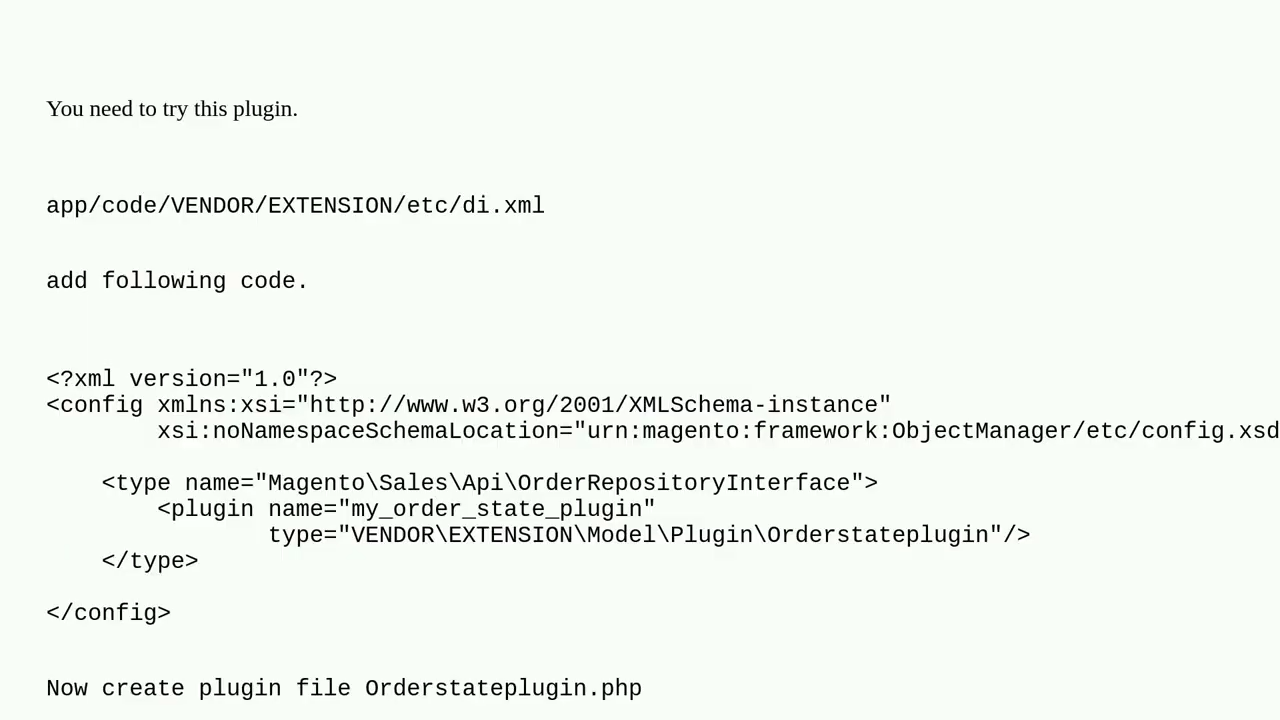 You need to try this plugin.
app/code/VENDOR/EXTENSION/etc/di.xml
add following code.
<?xml version="1.0"?>
<config xmlns:xsi="http://www.w3.org/2001/XMLSchema-instance"
        xsi:noNamespaceSchemaLocation="urn:magento:framework:ObjectManager/etc/config.xsd
    <type name="Magento\Sales\Api\OrderRepositoryInterface">
        <plugin name="my_order_state_plugin"
                type="VENDOR\EXTENSION\Model\Plugin\Orderstateplugin"/>
    </type>
</config>
Now create plugin file Orderstateplugin.php